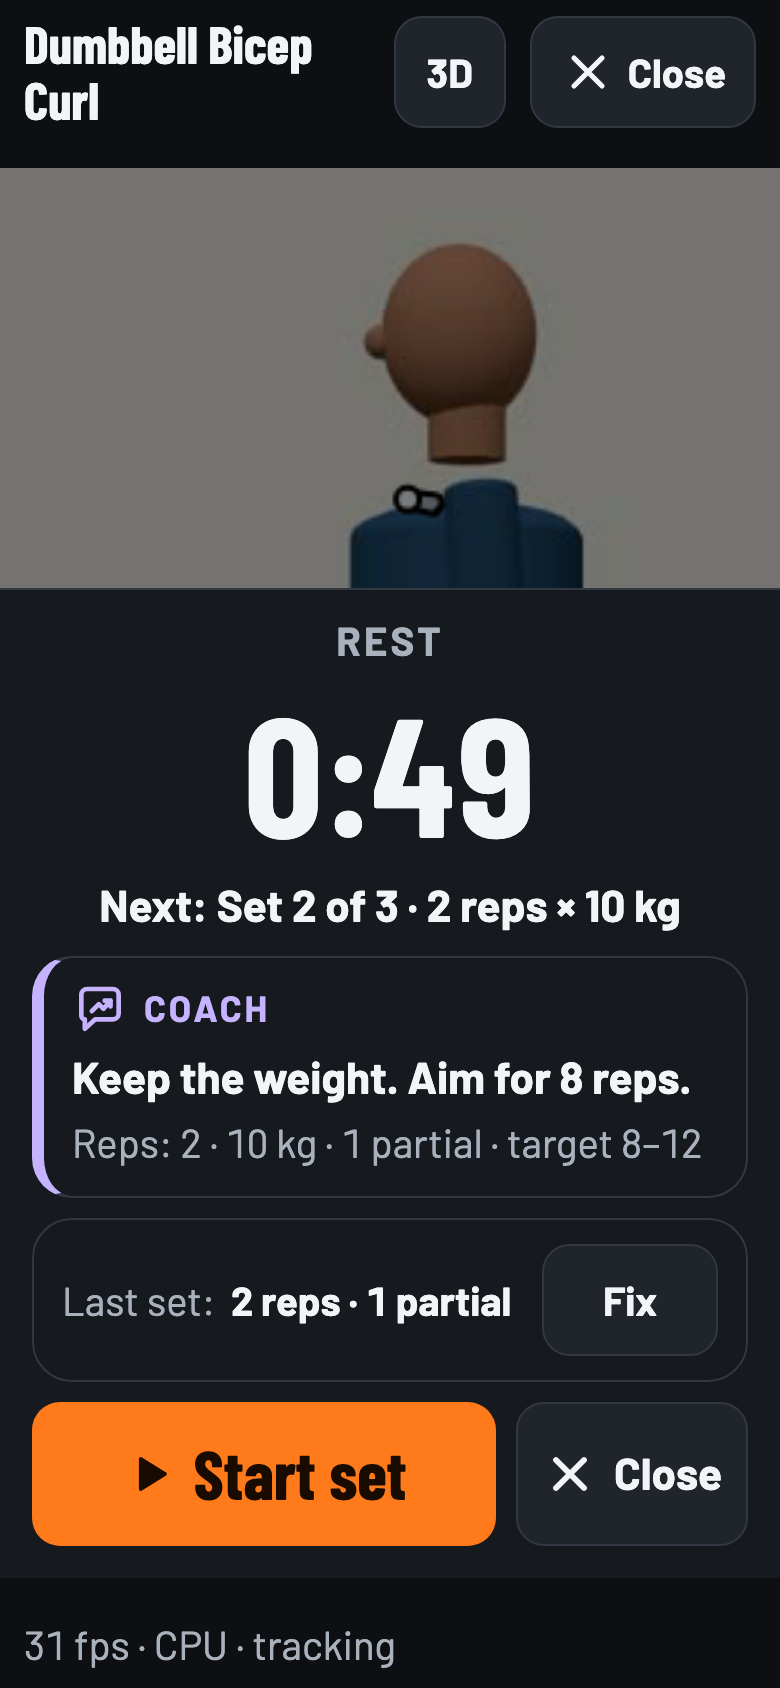 Dumbbell Bicep
Curl
3D
Close
REST
0:49
Next: Set 2 of 3 · 2 reps × 10 kg
COACH
Keep the weight. Aim for 8 reps.
Reps: 2 · 10 kg · 1 partial · target 8–12
Last set: 2 reps · 1 partial
Fix
Start set
Close
31 fps · CPU · tracking